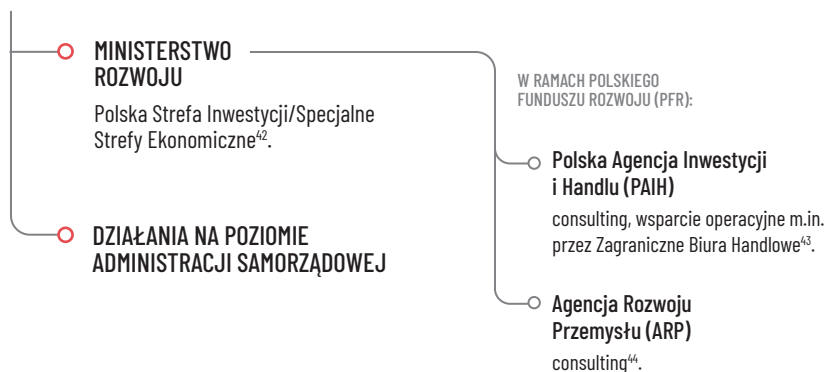 MINISTERSTWO
ROZWOJU
Polska Strefa Inwestycji/Specjalne
Strefy Ekonomiczne⁴².
DZIAŁANIA NA POZIOMIE
ADMINISTRACJI SAMORZĄDOWEJ
W RAMACH POLSKIEGO
FUNDUSZU ROZWOJU (PFR):
Polska Agencja Inwestycji
i Handlu (PAIH)
consulting, wsparcie operacyjne m.in.
przez Zagraniczne Biura Handlowe⁴³.
Agencja Rozwoju
Przemysłu (ARP)
consulting⁴⁴.